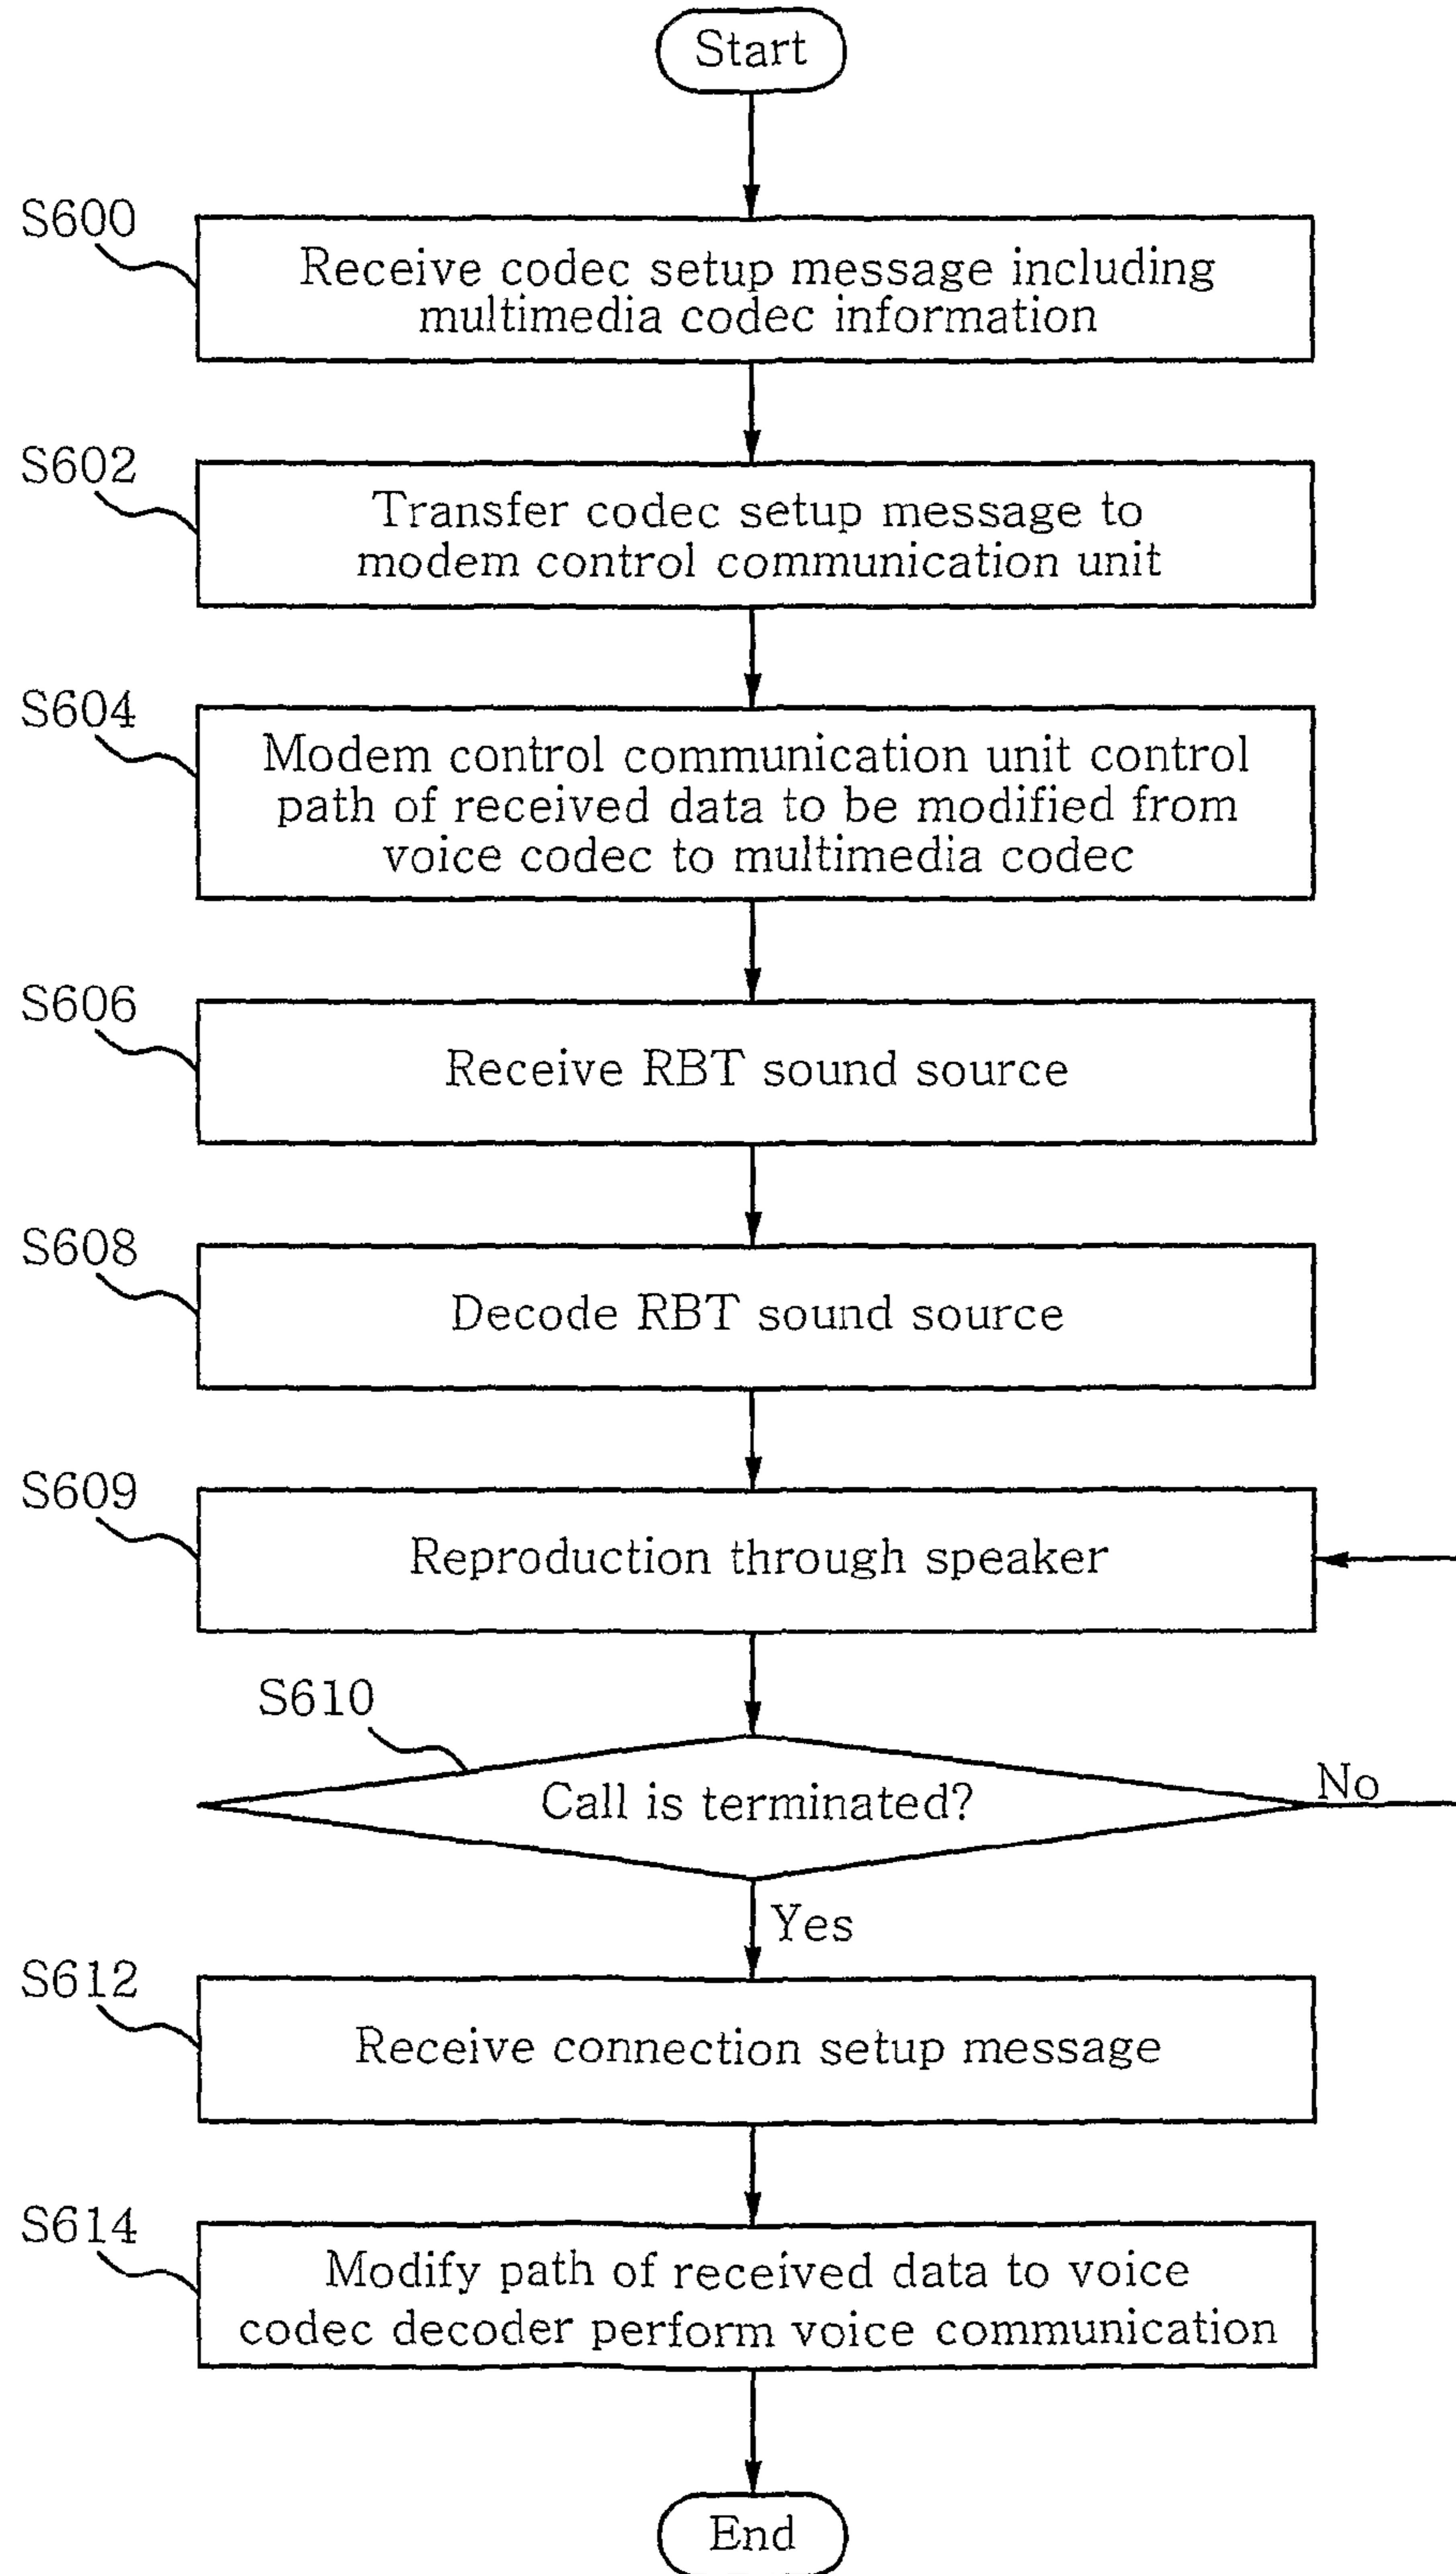 Start
S600
Receive codec setup message including
multimedia codec information
S602
Transfer codec setup message to
modem control communication unit
S604
Modem control communication unit control
path of received data to be modified from
voice codec to multimedia codec
S606
Receive RBT sound source
S608
Decode RBT sound source
S609
Reproduction through speaker
S610
Call is terminated?
No
Yes
S612
Receive connection setup message
S614
Modify path of received data to voice
codec decoder perform voice communication
End